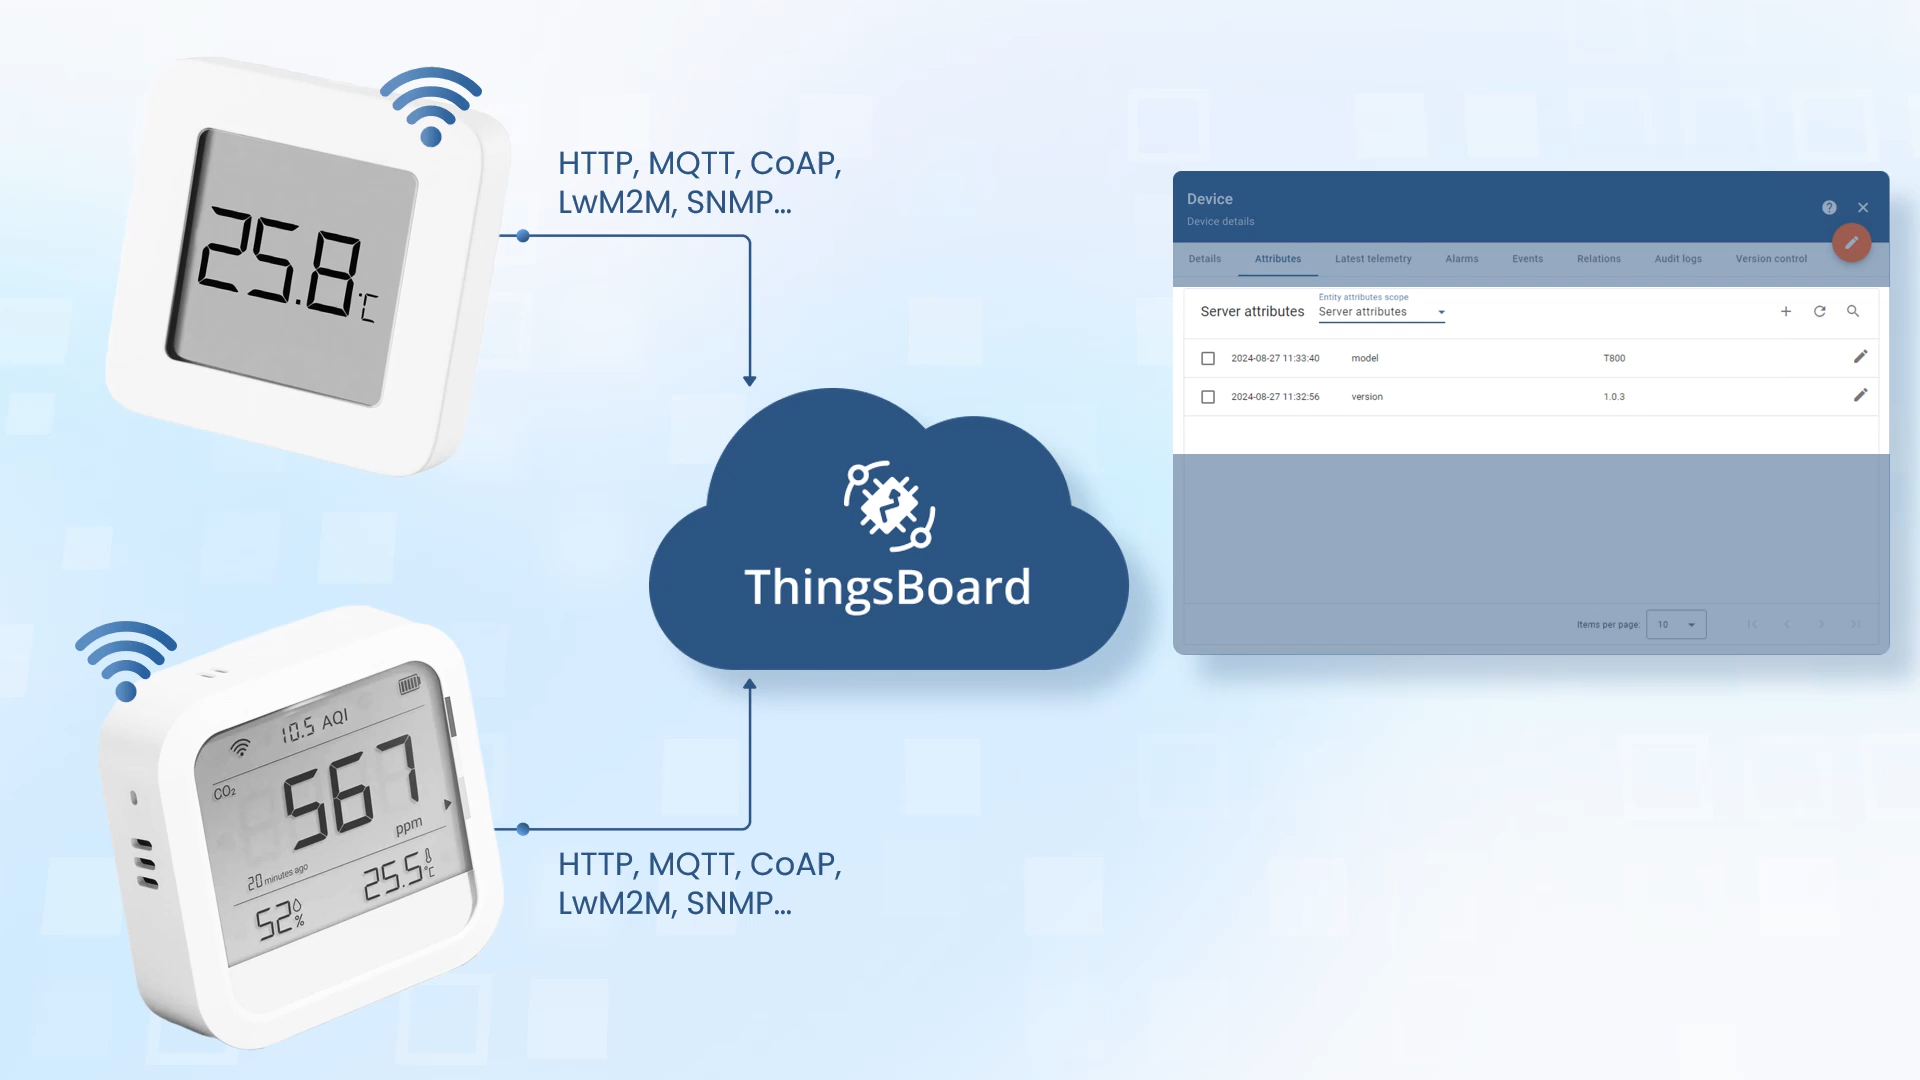 25.8 °C
HTTP, MQTT, CoAP,
LwM2M, SNMP...
ThingsBoard
10.5 AQI
CO₂
567
ppm
20 minutes ago
52 %
25.5 °C
HTTP, MQTT, CoAP,
LwM2M, SNMP...
Device
Device details
Details Attributes Latest telemetry Alarms Events Relations Audit logs Version control
Entity attributes scope
Server attributes Server attributes
2024-08-27 11:33:40 model T800
2024-08-27 11:32:56 version 1.0.3
Items per page: 10